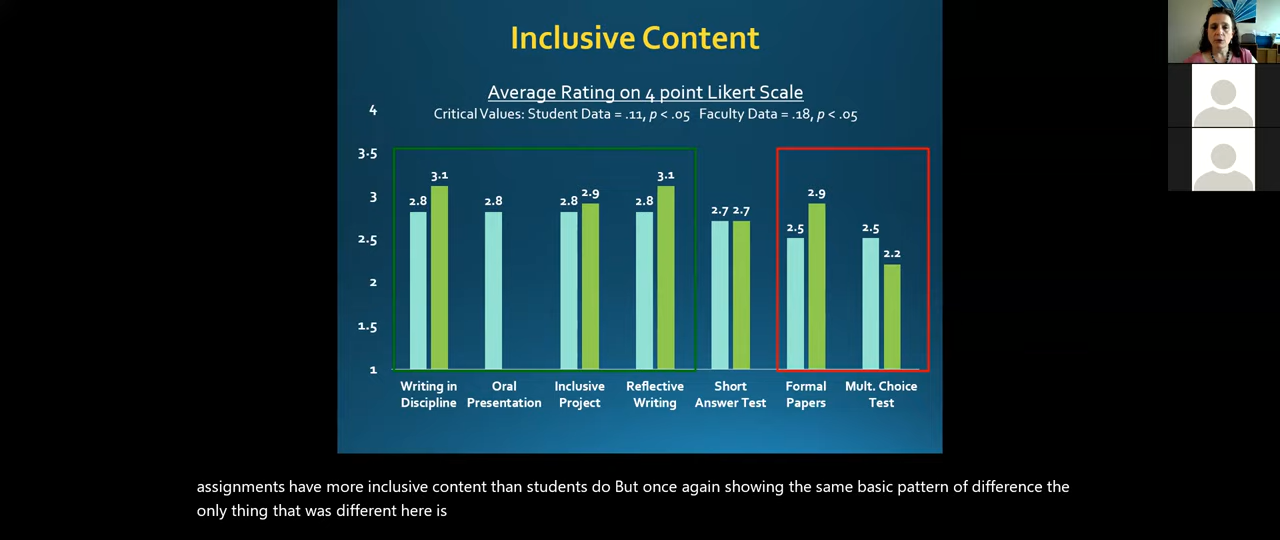 Inclusive Content
Average Rating on 4 point Likert Scale
Critical Values: Student Data = .11, p < .05 Faculty Data = .18, p < .05
4
3.5
3
2.5
2
1.5
1
2.8 3.1
2.8
2.8 2.9
2.8 3.1
2.7 2.7
2.5 2.9
2.5 2.2
Writing in
Discipline
Oral
Presentation
Inclusive
Project
Reflective
Writing
Short
Answer Test
Formal
Papers
Mult. Choice
Test
assignments have more inclusive content than students do But once again showing the same basic pattern of difference the
only thing that was different here is